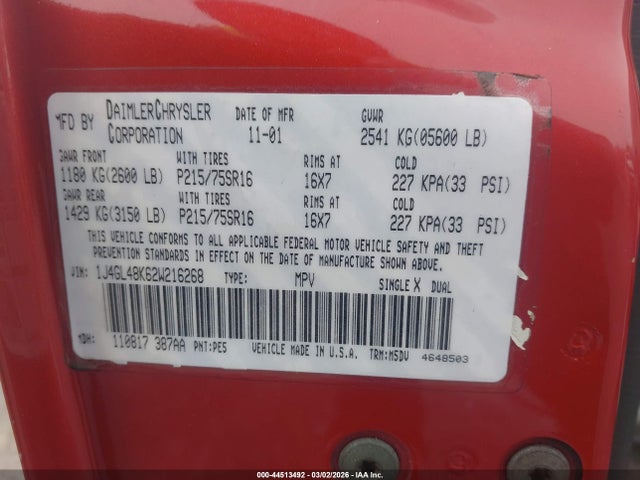 MFD BY DAIMLERCHRYSLER CORPORATION DATE OF MFR 11-01 GVWR 2541 KG(05600 LB)
GAWR FRONT WITH TIRES RIMS AT COLD
1180 KG(2600 LB) P215/75SR16 16X7 227 KPA(33 PSI)
GAWR REAR WITH TIRES RIMS AT COLD
1429 KG(3150 LB) P215/75SR16 16X7 227 KPA(33 PSI)
THIS VEHICLE CONFORMS TO ALL APPLICABLE FEDERAL MOTOR VEHICLE SAFETY AND THEFT
PREVENTION STANDARDS IN EFFECT ON THE DATE OF MANUFACTURE SHOWN ABOVE.
VIN: 1J4GL48K62W216268 TYPE: MPV SINGLE X DUAL
MDH: 110817 387AA PNT:PE5 VEHICLE MADE IN U.S.A. TRM:M5DV 4648503
000-44513492 - 03/02/2026 - IAA Inc.